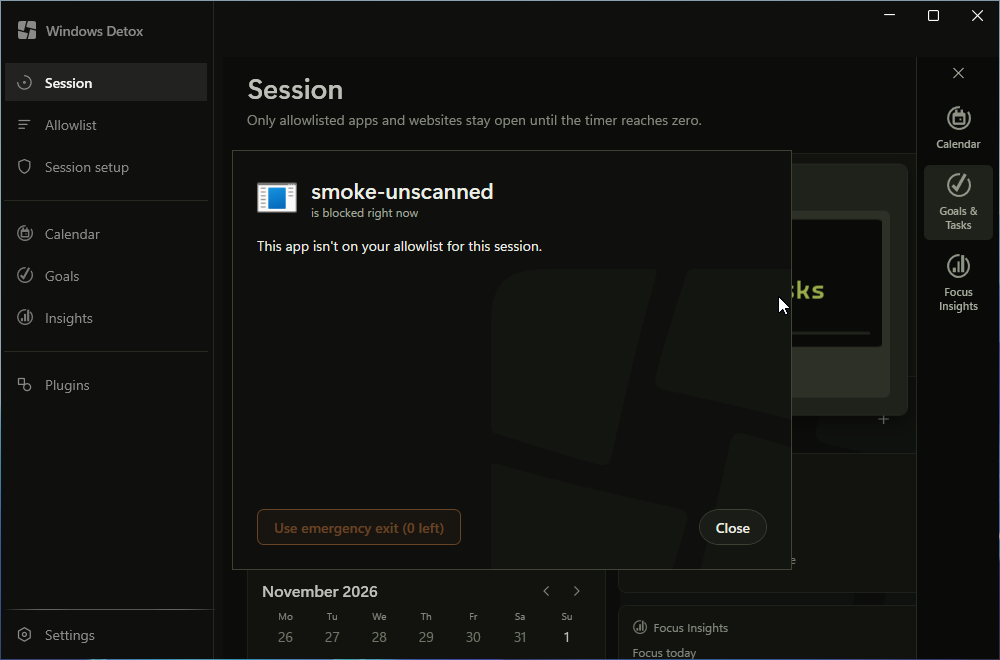 Windows Detox
Session
Allowlist
Session setup
Calendar
Goals
Insights
Plugins
Settings
Session
Only allowlisted apps and websites stay open until the timer reaches zero.
smoke-unscanned
is blocked right now
This app isn't on your allowlist for this session.
Use emergency exit (0 left)
Close
sks
November 2026
Mo Tu We Th Fr Sa Su
26 27 28 29 30 31 1
Focus Insights
Focus today
Calendar
Goals &
Tasks
Focus
Insights